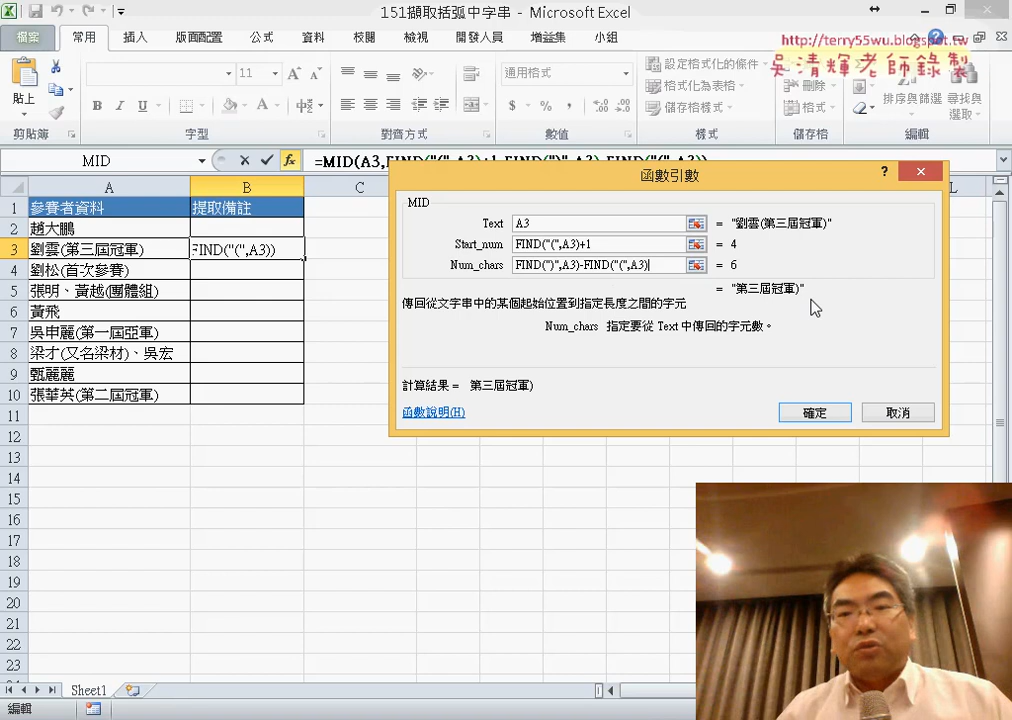 151擷取括弧中字串 - Microsoft Excel
檔案 常用 插入 版面配置 公式 資料 校閱 檢視 開發人員 增益集 小組
http://terry55wu.blogspot.tw
吳清輝老師錄製
貼上 11 通用格式 設定格式化的條件 格式化為表格 儲存格樣式 刪除 格式 排序與篩選 尋找與選取
B I U A 中 $ % ,
剪貼簿 字型 對齊方式 數值 樣式 儲存格 編輯
MID fx =MID(A3,FIND("(",A3)+1,FIND(")",A3)-FIND("(",A3))
A B C L
1 參賽者資料 提取備註
2 趙大鵬
3 劉雲(第三屆冠軍) FIND("(",A3))
4 劉松(首次參賽)
5 張明、黃越(團體組)
6 黃飛
7 吳申麗(第一屆亞軍)
8 梁才(又名梁材)、吳宏
9 甄麗麗
10 張華英(第二屆冠軍)
11
12
13
14
15
16
17
18
19
20
21
22
23
函數引數 ?
MID
Text A3 = "劉雲(第三屆冠軍)"
Start_num FIND("(",A3)+1 = 4
Num_chars FIND(")",A3)-FIND("(",A3) = 6
= "第三屆冠軍)"
傳回從文字串中的某個起始位置到指定長度之間的字元
Num_chars 指定要從 Text 中傳回的字元數。
計算結果 = 第三屆冠軍)
函數說明(H) 確定 取消
Sheet1
編輯